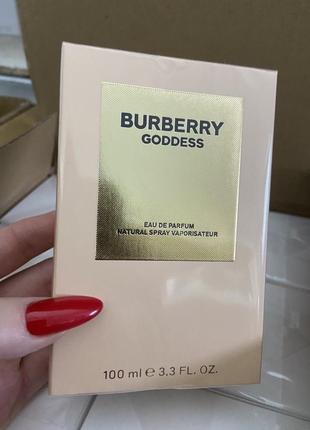 BURBERRY
GODDESS
EAU DE PARFUM
NATURAL SPRAY VAPORISATEUR
100 ml ℮ 3.3 FL. OZ.